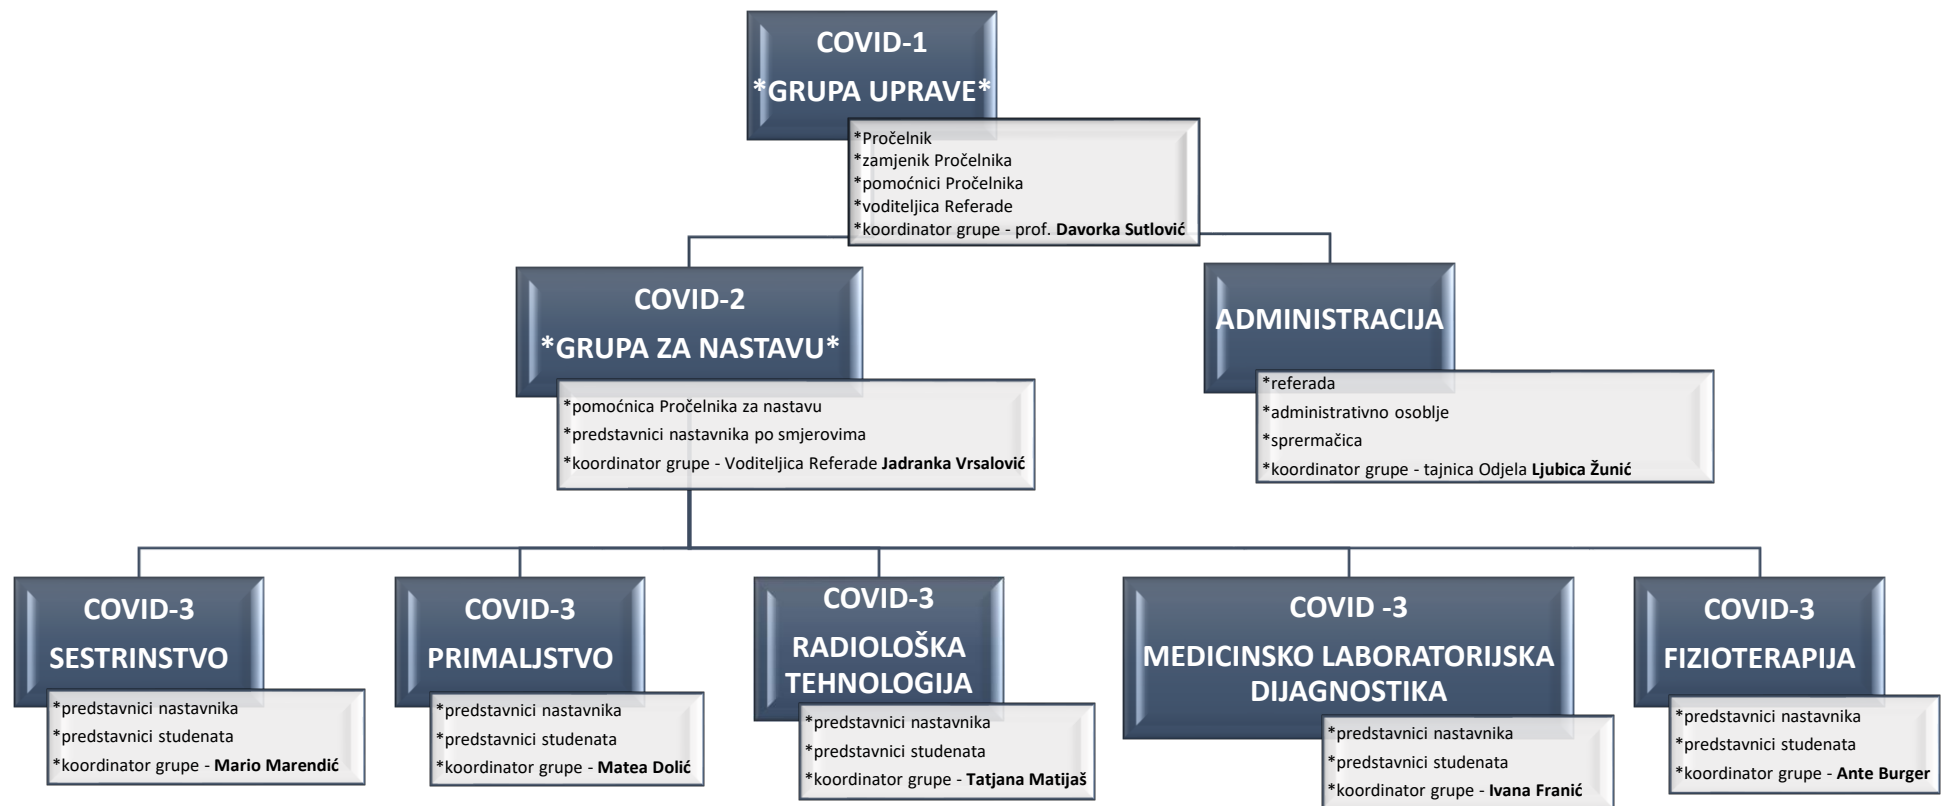 COVID-1
*GRUPA UPRAVE*
*Pročelnik
*zamjenik Pročelnika
*pomoćnici Pročelnika
*voditeljica Referade
*koordinator grupe - prof. Davorka Sutlović
COVID-2
*GRUPA ZA NASTAVU*
*pomoćnica Pročelnika za nastavu
*predstavnici nastavnika po smjerovima
*koordinator grupe - Voditeljica Referade Jadranka Vrsalović
ADMINISTRACIJA
*referada
*administrativno osoblje
*sprermačica
*koordinator grupe - tajnica Odjela Ljubica Žunić
COVID-3
SESTRINSTVO
*predstavnici nastavnika
*predstavnici studenata
*koordinator grupe - Mario Marendić
COVID-3
PRIMALJSTVO
*predstavnici nastavnika
*predstavnici studenata
*koordinator grupe - Matea Dolić
COVID-3
RADIOLOŠKA
TEHNOLOGIJA
*predstavnici nastavnika
*predstavnici studenata
*koordinator grupe - Tatjana Matijaš
COVID -3
MEDICINSKO LABORATORIJSKA
DIJAGNOSTIKA
*predstavnici nastavnika
*predstavnici studenata
*koordinator grupe - Ivana Franić
COVID-3
FIZIOTERAPIJA
*predstavnici nastavnika
*predstavnici studenata
*koordinator grupe - Ante Burger